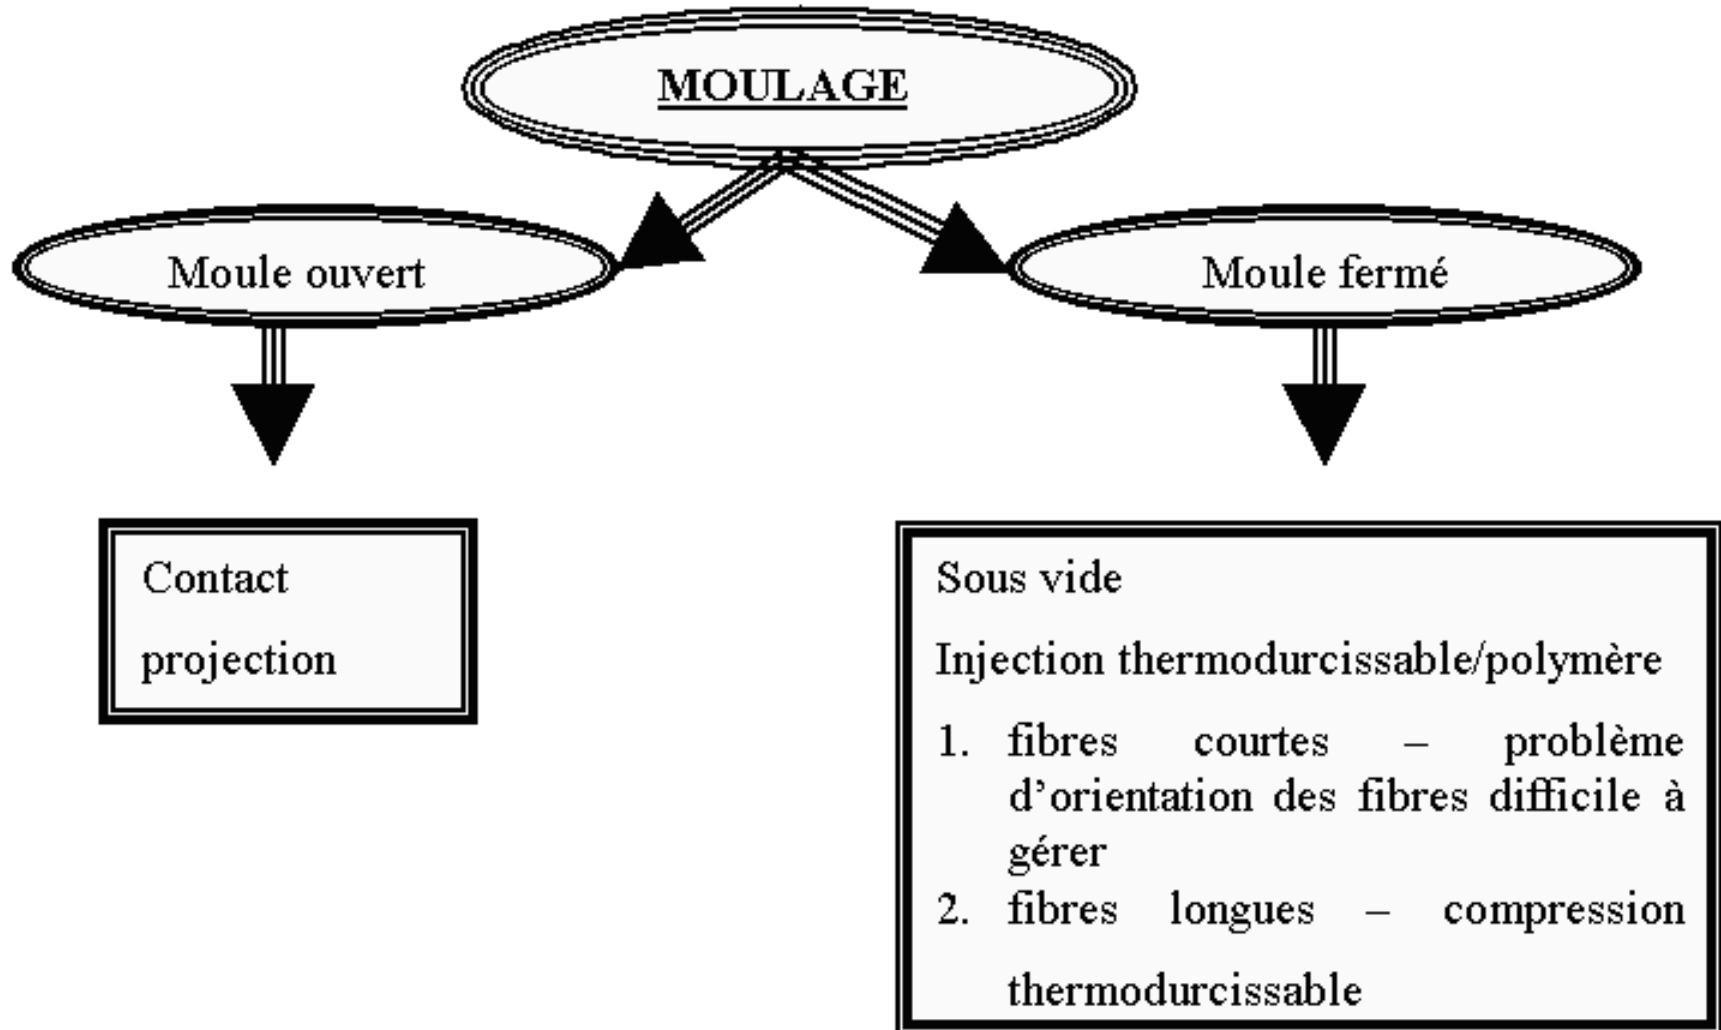 MOULAGE
Moule ouvert
Moule fermé
Contact
projection
Sous vide
Injection thermodurcissable/polymère
1. fibres courtes – problème
d’orientation des fibres difficile à
gérer
2. fibres longues – compression
thermodurcissable